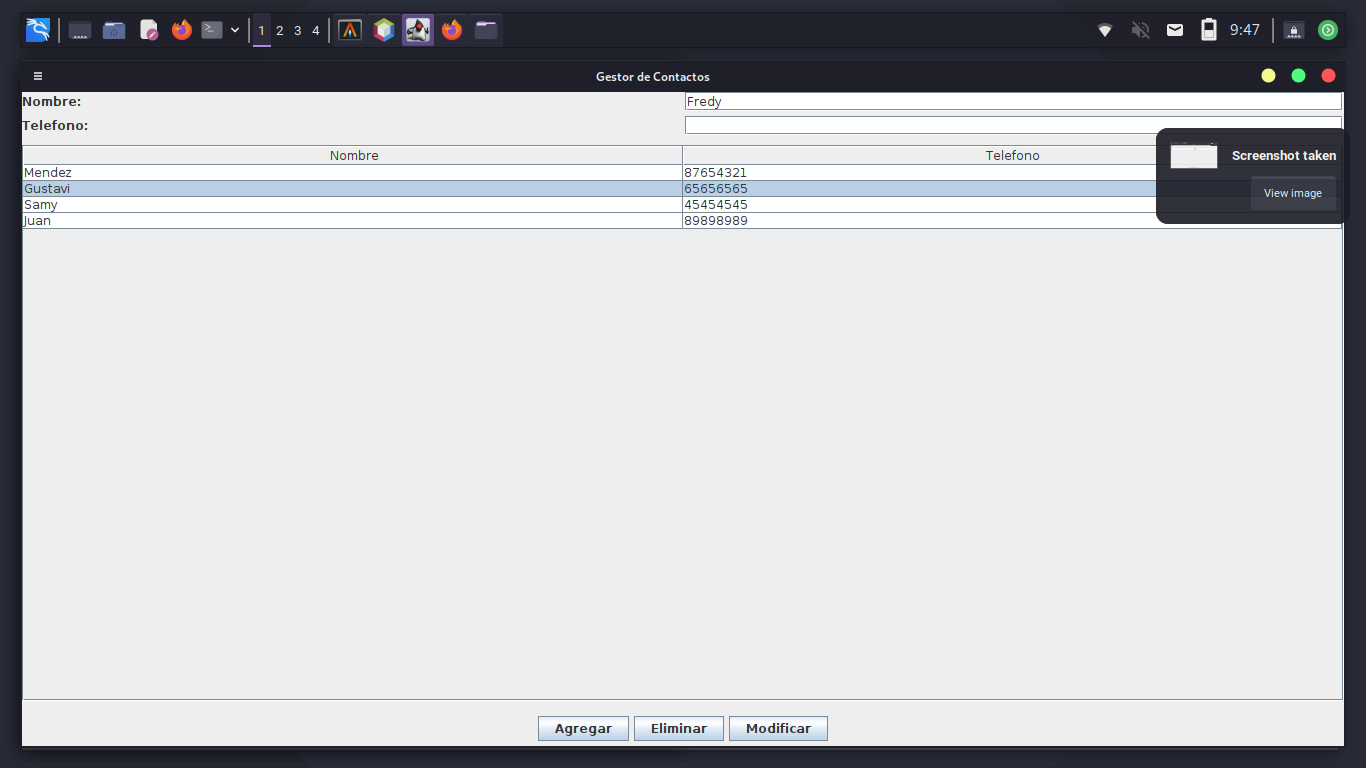 1 2 3 4 9:47
Gestor de Contactos
Nombre: Fredy
Telefono:
Nombre Telefono
Mendez 87654321
Gustavi 65656565
Samy 45454545
Juan 89898989
Screenshot taken
View image
Agregar Eliminar Modificar